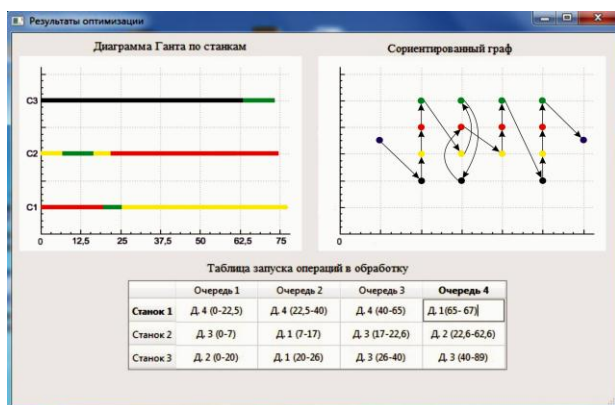 Результаты оптимизации
Диаграмма Ганта по станкам
Сориентированный граф
С3
С2
С1
0 12,5 25 37,5 50 62,5 75
0
Таблица запуска операций в обработку
Очередь 1 Очередь 2 Очередь 3 Очередь 4
Станок 1 Д. 4 (0-22,5) Д. 4 (22,5-40) Д. 4 (40-65) Д. 1(65- 67)
Станок 2 Д. 3 (0-7) Д. 1 (7-17) Д. 3 (17-22,6) Д. 2 (22,6-62,6)
Станок 3 Д. 2 (0-20) Д. 1 (20-26) Д. 3 (26-40) Д. 3 (40-89)